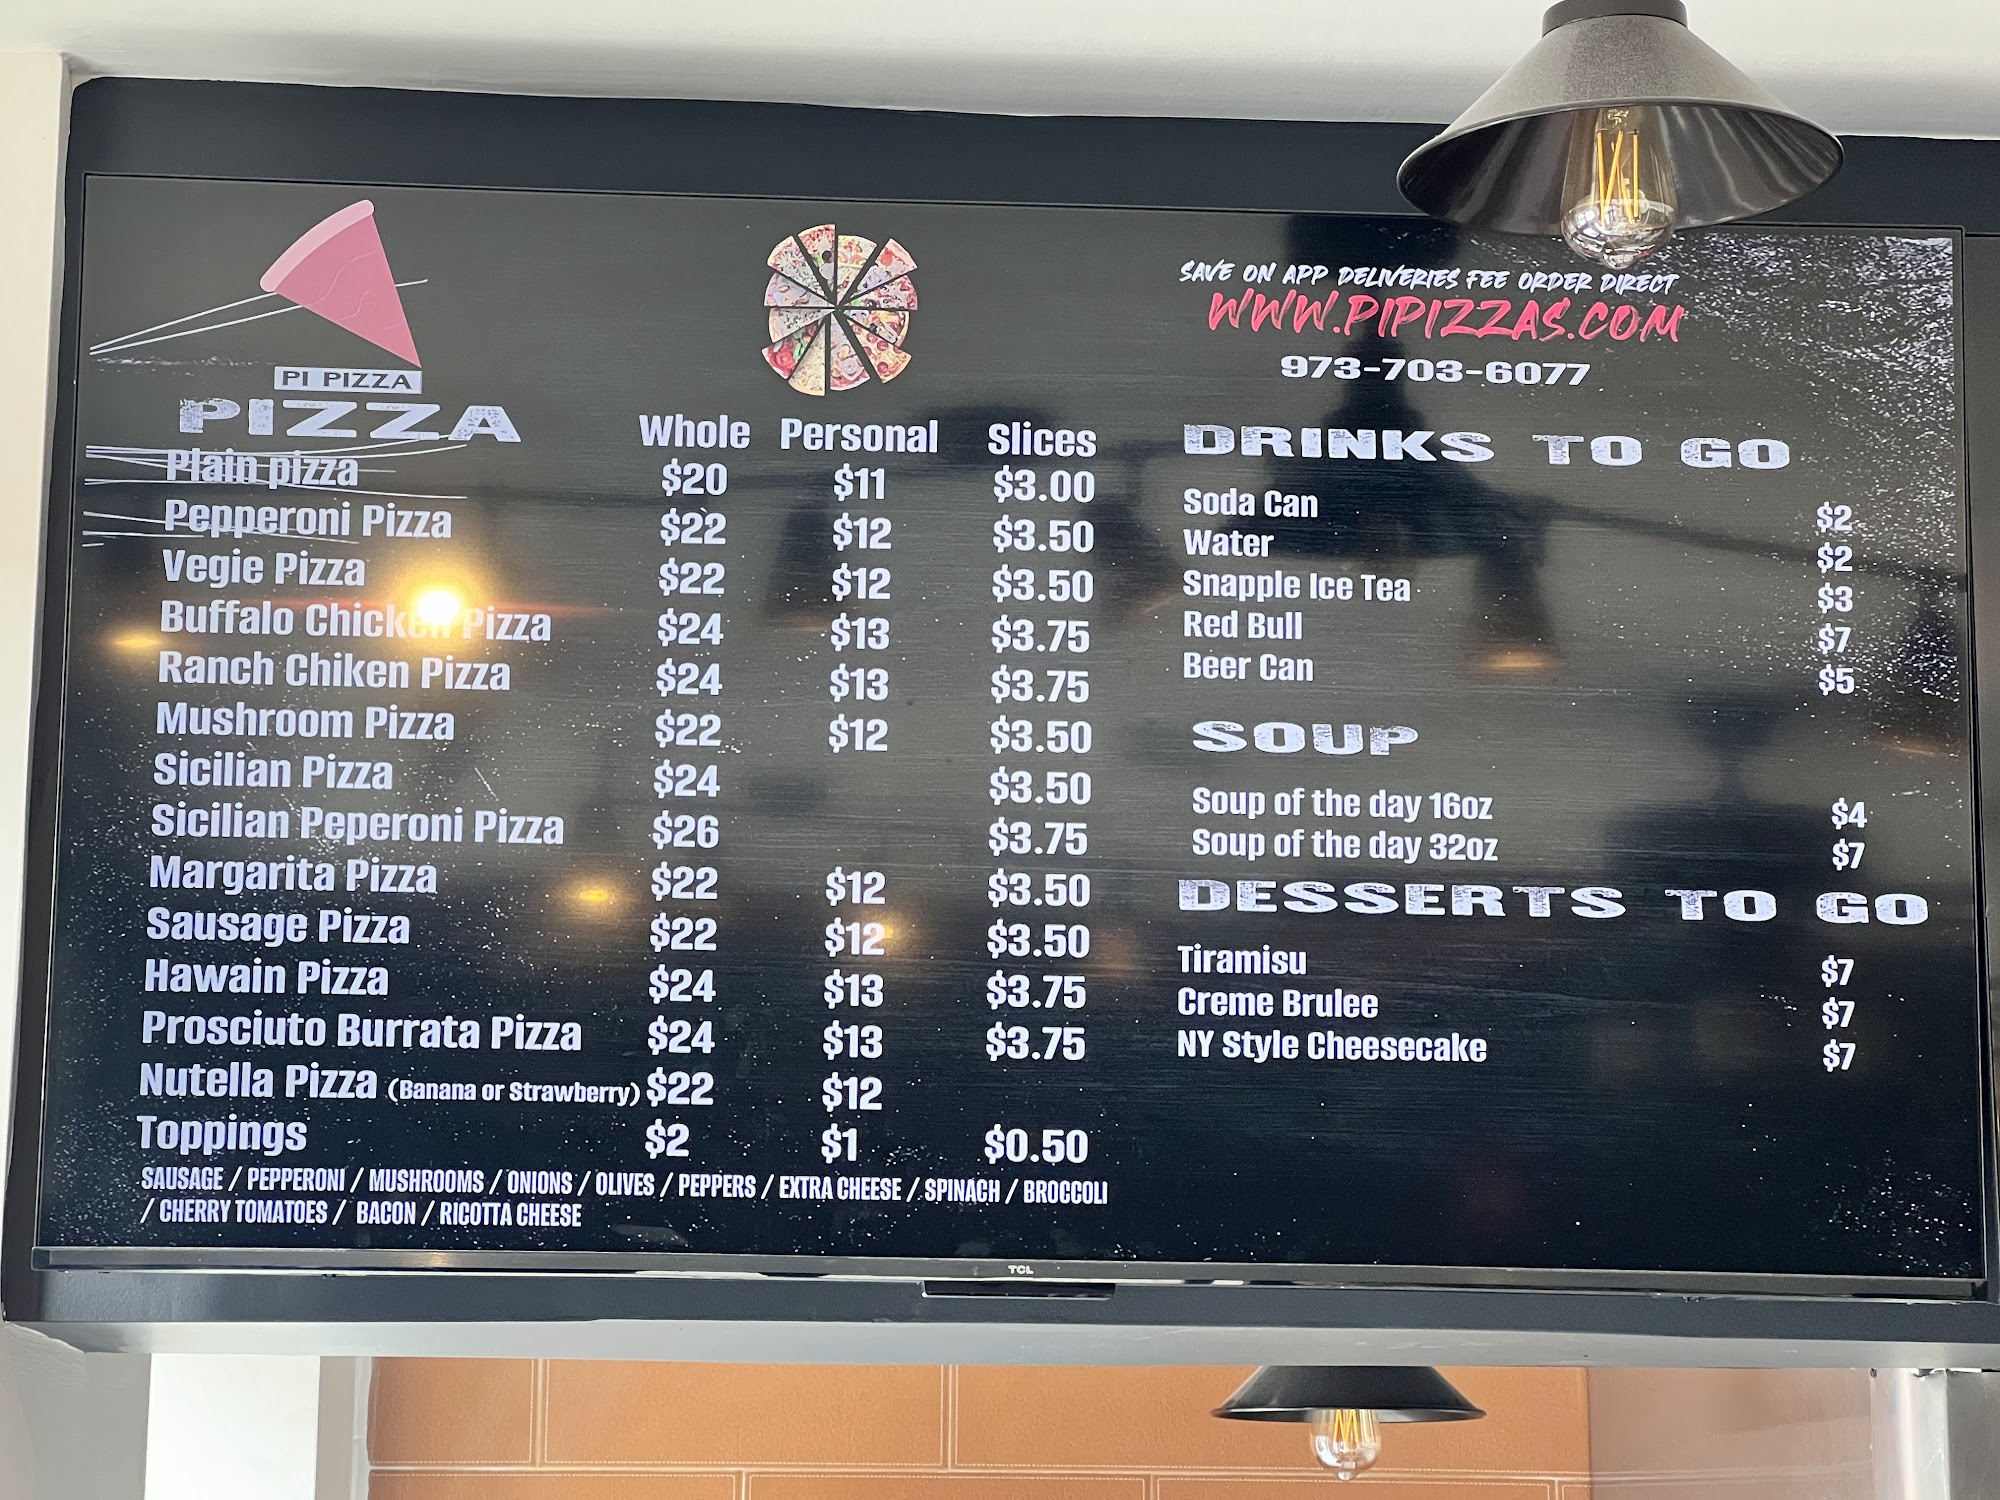 PI PIZZA
PIZZA Whole Personal Slices
Plain pizza $20 $11 $3.00
Pepperoni Pizza $22 $12 $3.50
Vegie Pizza $22 $12 $3.50
Buffalo Chicken Pizza $24 $13 $3.75
Ranch Chiken Pizza $24 $13 $3.75
Mushroom Pizza $22 $12 $3.50
Sicilian Pizza $24 $3.50
Sicilian Peperoni Pizza $26 $3.75
Margarita Pizza $22 $12 $3.50
Sausage Pizza $22 $12 $3.50
Hawain Pizza $24 $13 $3.75
Prosciuto Burrata Pizza $24 $13 $3.75
Nutella Pizza (Banana or Strawberry) $22 $12
Toppings $2 $1 $0.50
SAUSAGE / PEPPERONI / MUSHROOMS / ONIONS / OLIVES / PEPPERS / EXTRA CHEESE / SPINACH / BROCCOLI
/ CHERRY TOMATOES / BACON / RICOTTA CHEESE
SAVE ON APP DELIVERIES FEE ORDER DIRECT
WWW.PIPIZZAS.COM
973-703-6077
DRINKS TO GO
Soda Can $2
Water $2
Snapple Ice Tea $3
Red Bull $7
Beer Can $5
SOUP
Soup of the day 16oz $4
Soup of the day 32oz $7
DESSERTS TO GO
Tiramisu $7
Creme Brulee $7
NY Style Cheesecake $7
TCL